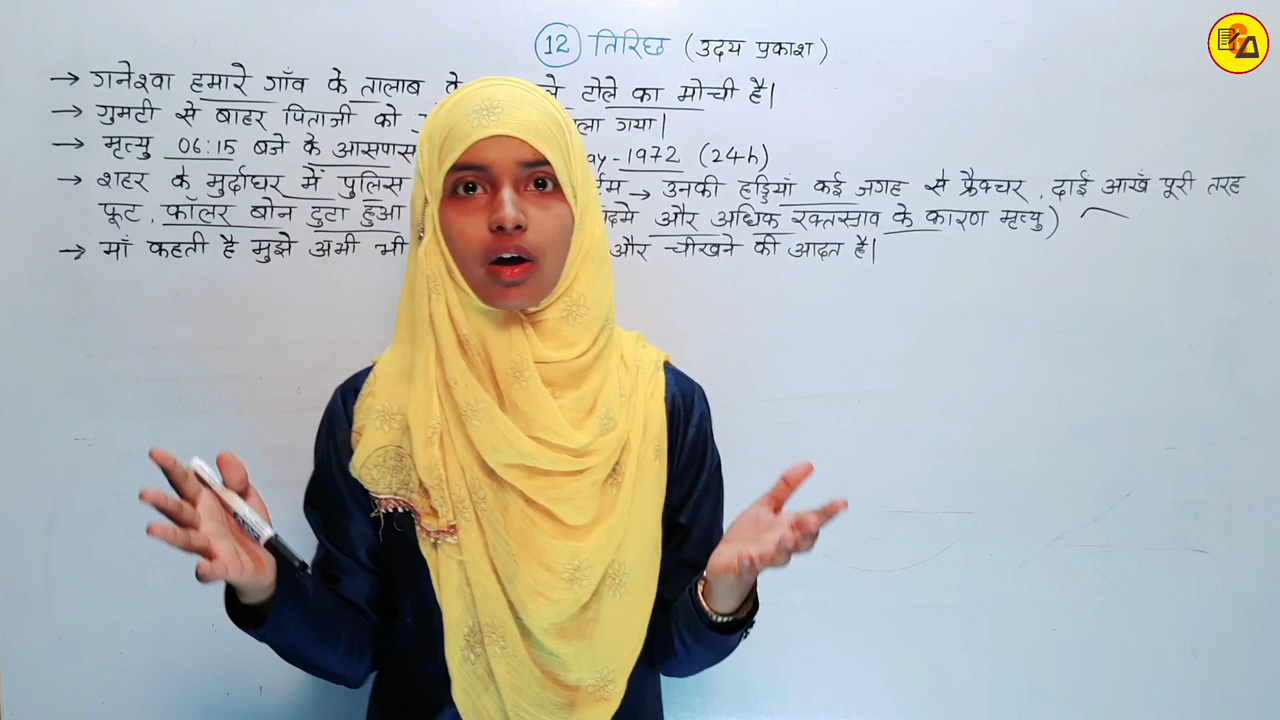 12 तिरिछ (उदय प्रकाश)
→ गनेश्वा हमारे गाँव के तालाब टोले का मोची है|
→ गुमटी से बाहर पिताजी को गया|
→ मृत्यु 06:15 बजे के आसपास 1972 (24h)
→ शहर के मुर्दाघर में पुलिस → उनकी हड्डियाँ कई जगह से फ्रैक्चर, दाई आखँ पूरी तरह
फूट, कॉलर बोन टुटा हुआ और अधिक रक्तस्त्राव के कारण मृत्यु)
→ माँ कहती है मुझे अभी भी और चीखने की आदत है|